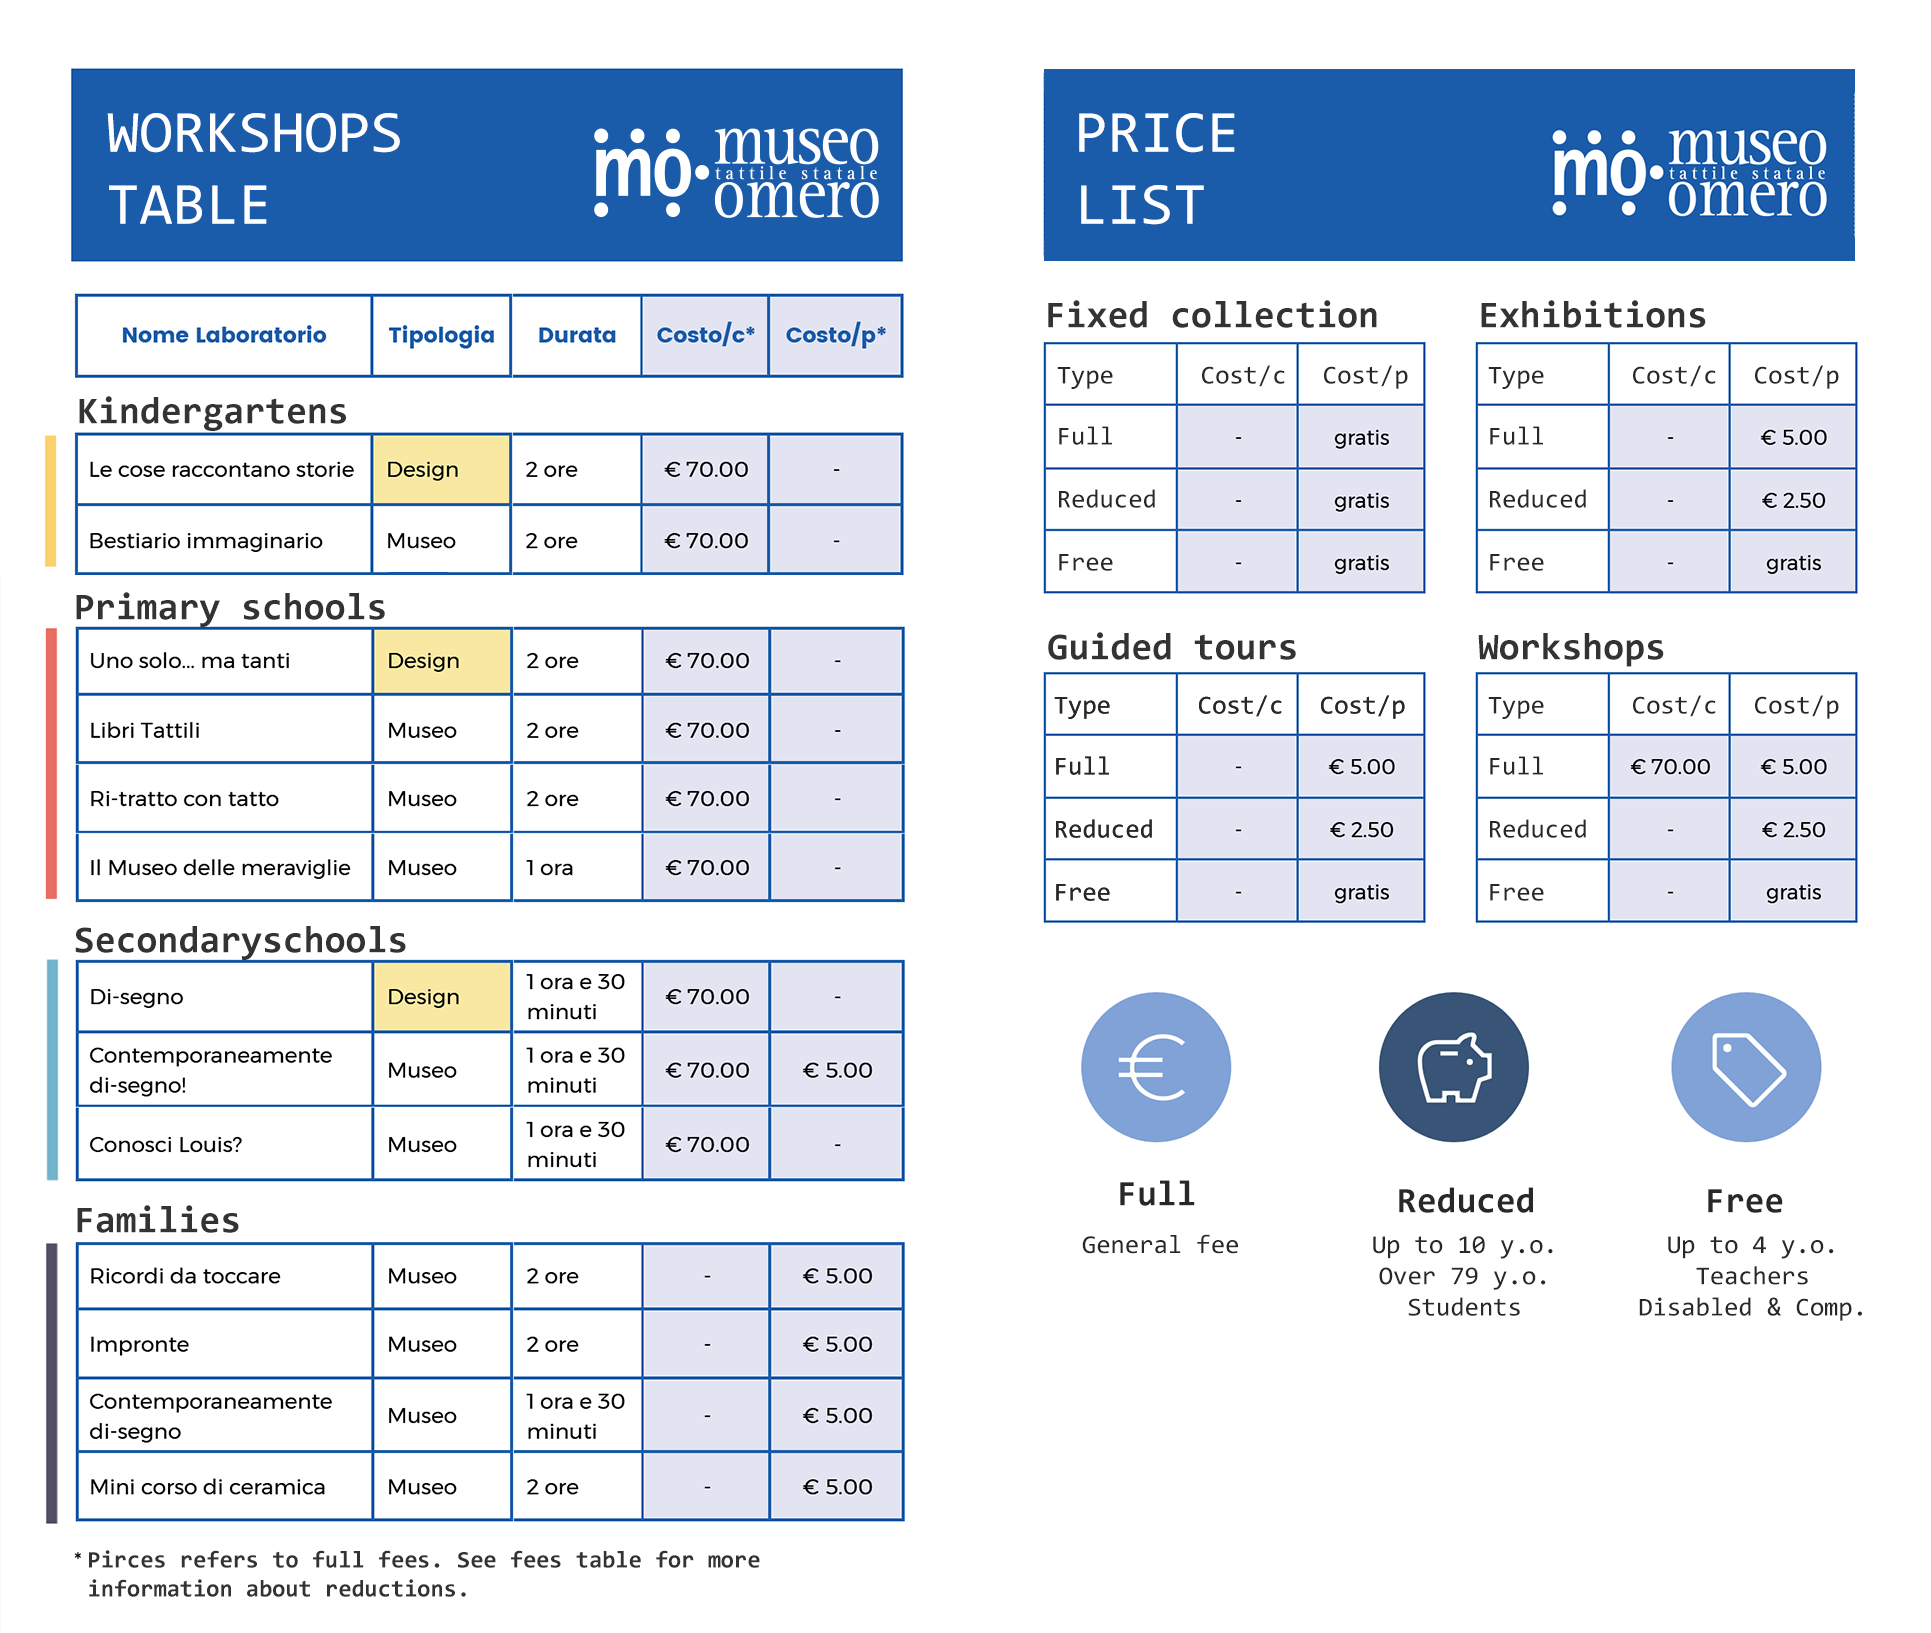 WORKSHOPS
TABLE
mo
museo
tattile statale
omero
Nome Laboratorio Tipologia Durata Costo/c* Costo/p*
Kindergartens
Le cose raccontano storie Design 2 ore € 70.00 -
Bestiario immaginario Museo 2 ore € 70.00 -
Primary schools
Uno solo... ma tanti Design 2 ore € 70.00 -
Libri Tattili Museo 2 ore € 70.00 -
Ri-tratto con tatto Museo 2 ore € 70.00 -
Il Museo delle meraviglie Museo 1 ora € 70.00 -
Secondaryschools
Di-segno Design 1 ora e 30 minuti € 70.00 -
Contemporaneamente di-segno! Museo 1 ora e 30 minuti € 70.00 € 5.00
Conosci Louis? Museo 1 ora e 30 minuti € 70.00 -
Families
Ricordi da toccare Museo 2 ore - € 5.00
Impronte Museo 2 ore - € 5.00
Contemporaneamente di-segno Museo 1 ora e 30 minuti - € 5.00
Mini corso di ceramica Museo 2 ore - € 5.00
* Pirces refers to full fees. See fees table for more
information about reductions.
PRICE
LIST
mo
museo
tattile statale
omero
Fixed collection
Type Cost/c Cost/p
Full - gratis
Reduced - gratis
Free - gratis
Exhibitions
Type Cost/c Cost/p
Full - € 5.00
Reduced - € 2.50
Free - gratis
Guided tours
Type Cost/c Cost/p
Full - € 5.00
Reduced - € 2.50
Free - gratis
Workshops
Type Cost/c Cost/p
Full € 70.00 € 5.00
Reduced - € 2.50
Free - gratis
€
Full
General fee
Reduced
Up to 10 y.o.
Over 79 y.o.
Students
Free
Up to 4 y.o.
Teachers
Disabled & Comp.